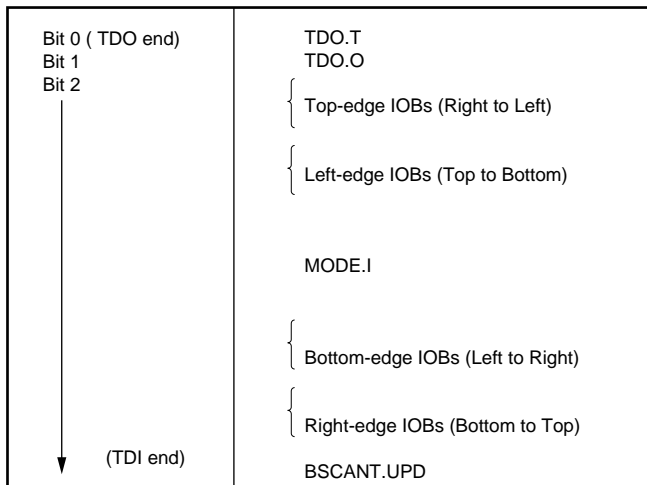 Bit 0 ( TDO end)
Bit 1
Bit 2
(TDI end)
TDO.T
TDO.O
Top-edge IOBs (Right to Left)
Left-edge IOBs (Top to Bottom)
MODE.I
Bottom-edge IOBs (Left to Right)
Right-edge IOBs (Bottom to Top)
BSCANT.UPD